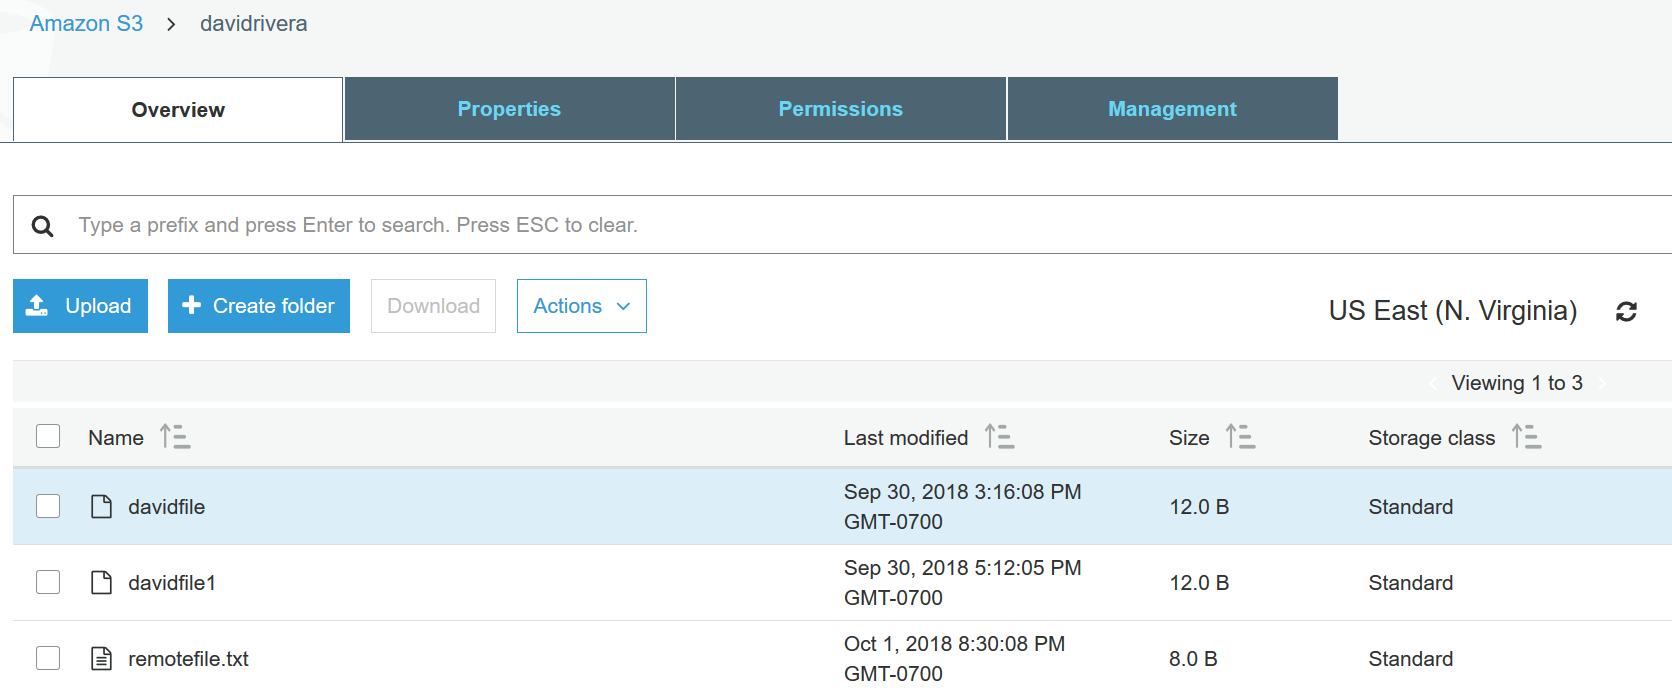 Amazon S3 > davidrivera
Overview Properties Permissions Management
Type a prefix and press Enter to search. Press ESC to clear.
Upload Create folder Download Actions US East (N. Virginia)
Viewing 1 to 3
Name Last modified Size Storage class
davidfile Sep 30, 2018 3:16:08 PM GMT-0700 12.0 B Standard
davidfile1 Sep 30, 2018 5:12:05 PM GMT-0700 12.0 B Standard
remotefile.txt Oct 1, 2018 8:30:08 PM GMT-0700 8.0 B Standard